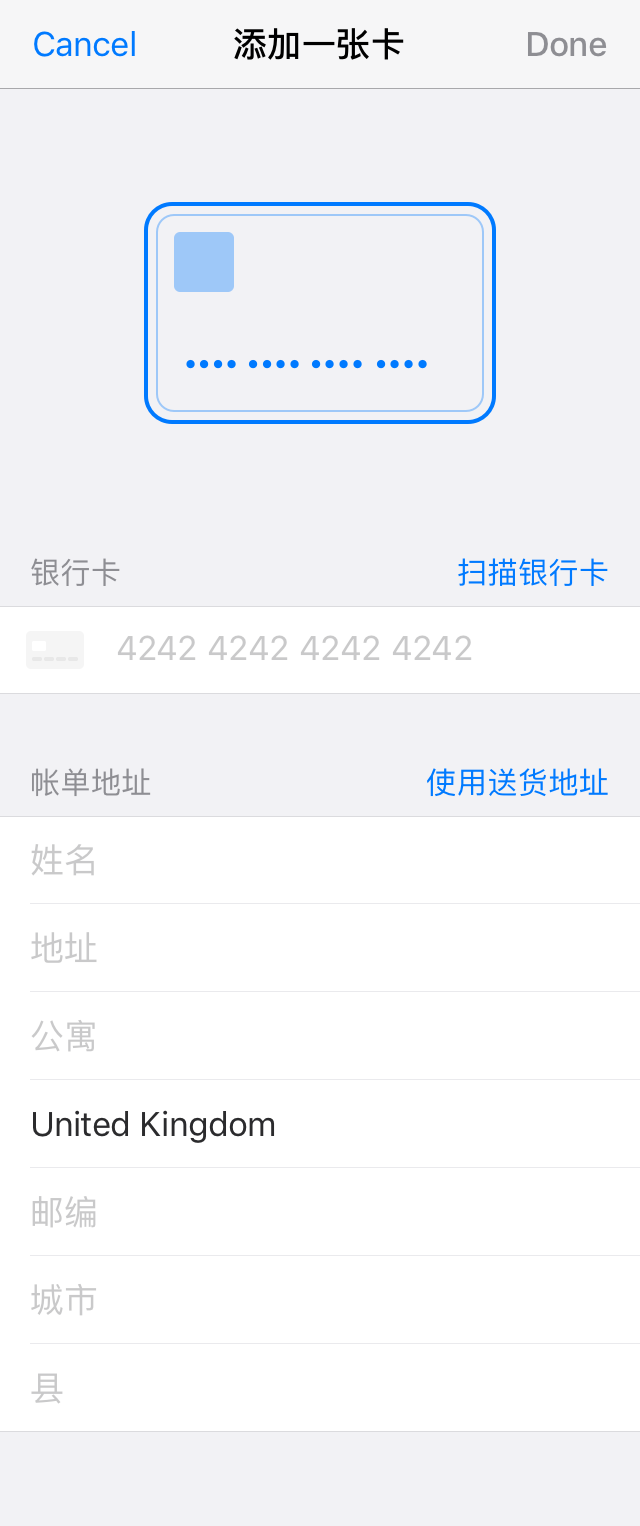 Cancel 添加一张卡 Done
•••• •••• •••• ••••
银行卡 扫描银行卡
4242 4242 4242 4242
帐单地址 使用送货地址
姓名
地址
公寓
United Kingdom
邮编
城市
县